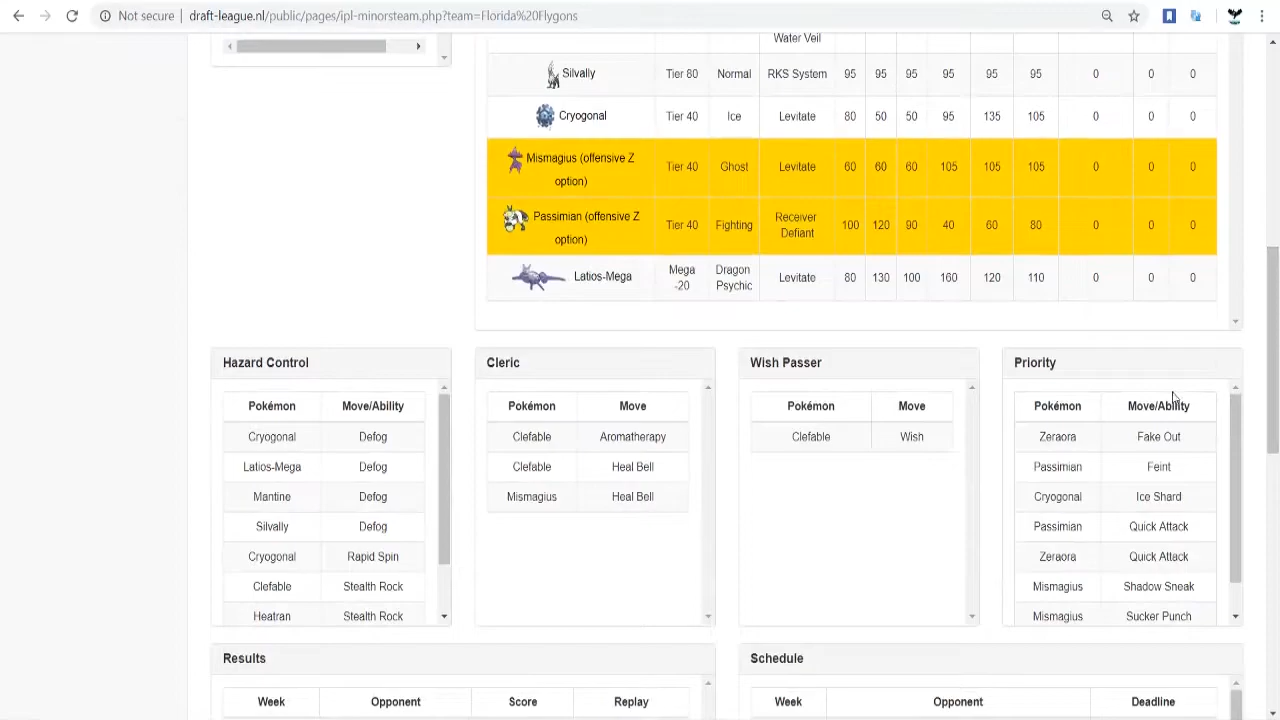 Not secure draft-league.nl/public/pages/ipl-minorsteam.php?team=Florida%20Flygons
Water Veil
Silvally Tier 80 Normal RKS System 95 95 95 95 95 95 0 0 0
Cryogonal Tier 40 Ice Levitate 80 50 50 95 135 105 0 0 0
Mismagius (offensive Z
option) Tier 40 Ghost Levitate 60 60 60 105 105 105 0 0 0
Passimian (offensive Z
option) Tier 40 Fighting Receiver
Defiant 100 120 90 40 60 80 0 0 0
Latios-Mega Mega
-20 Dragon
Psychic Levitate 80 130 100 160 120 110 0 0 0
Hazard Control
Pokémon Move/Ability
Cryogonal Defog
Latios-Mega Defog
Mantine Defog
Silvally Defog
Cryogonal Rapid Spin
Clefable Stealth Rock
Heatran Stealth Rock
Cleric
Pokémon Move
Clefable Aromatherapy
Clefable Heal Bell
Mismagius Heal Bell
Wish Passer
Pokémon Move
Clefable Wish
Priority
Pokémon Move/Ability
Zeraora Fake Out
Passimian Feint
Cryogonal Ice Shard
Passimian Quick Attack
Zeraora Quick Attack
Mismagius Shadow Sneak
Mismagius Sucker Punch
Results
Week Opponent Score Replay
Schedule
Week Opponent Deadline